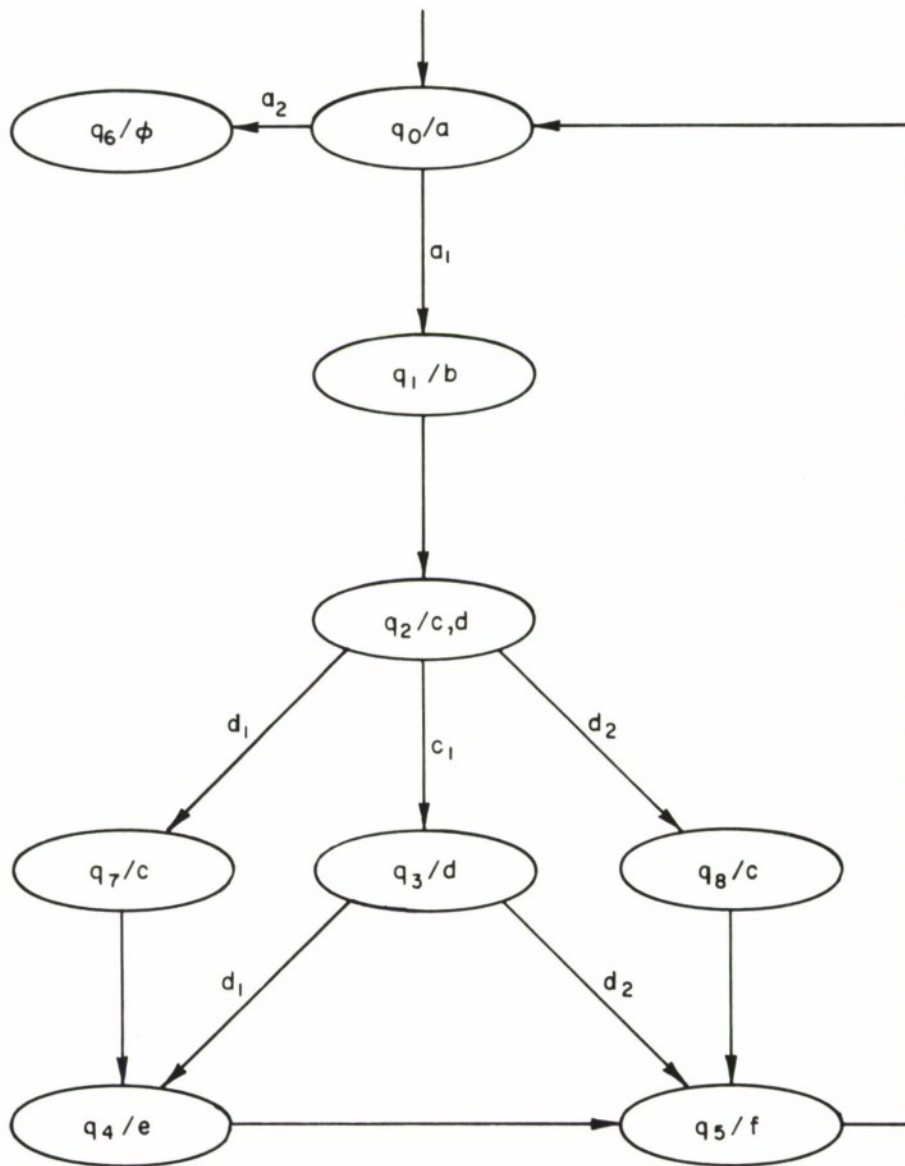 a₂
q₆/ϕ
q₀/a
a₁
q₁/b
q₂/c,d
d₁
c₁
d₂
q₇/c
q₃/d
q₈/c
d₁
d₂
q₄/e
q₅/f